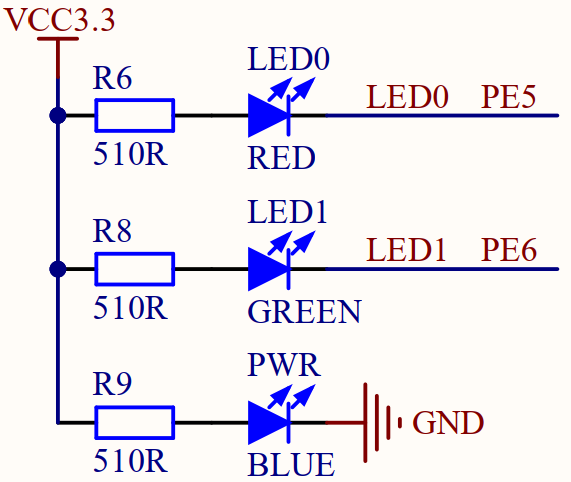 VCC3.3
R6
LED0
LED0 PE5
510R
RED
R8
LED1
LED1 PE6
510R
GREEN
R9
PWR
GND
510R
BLUE